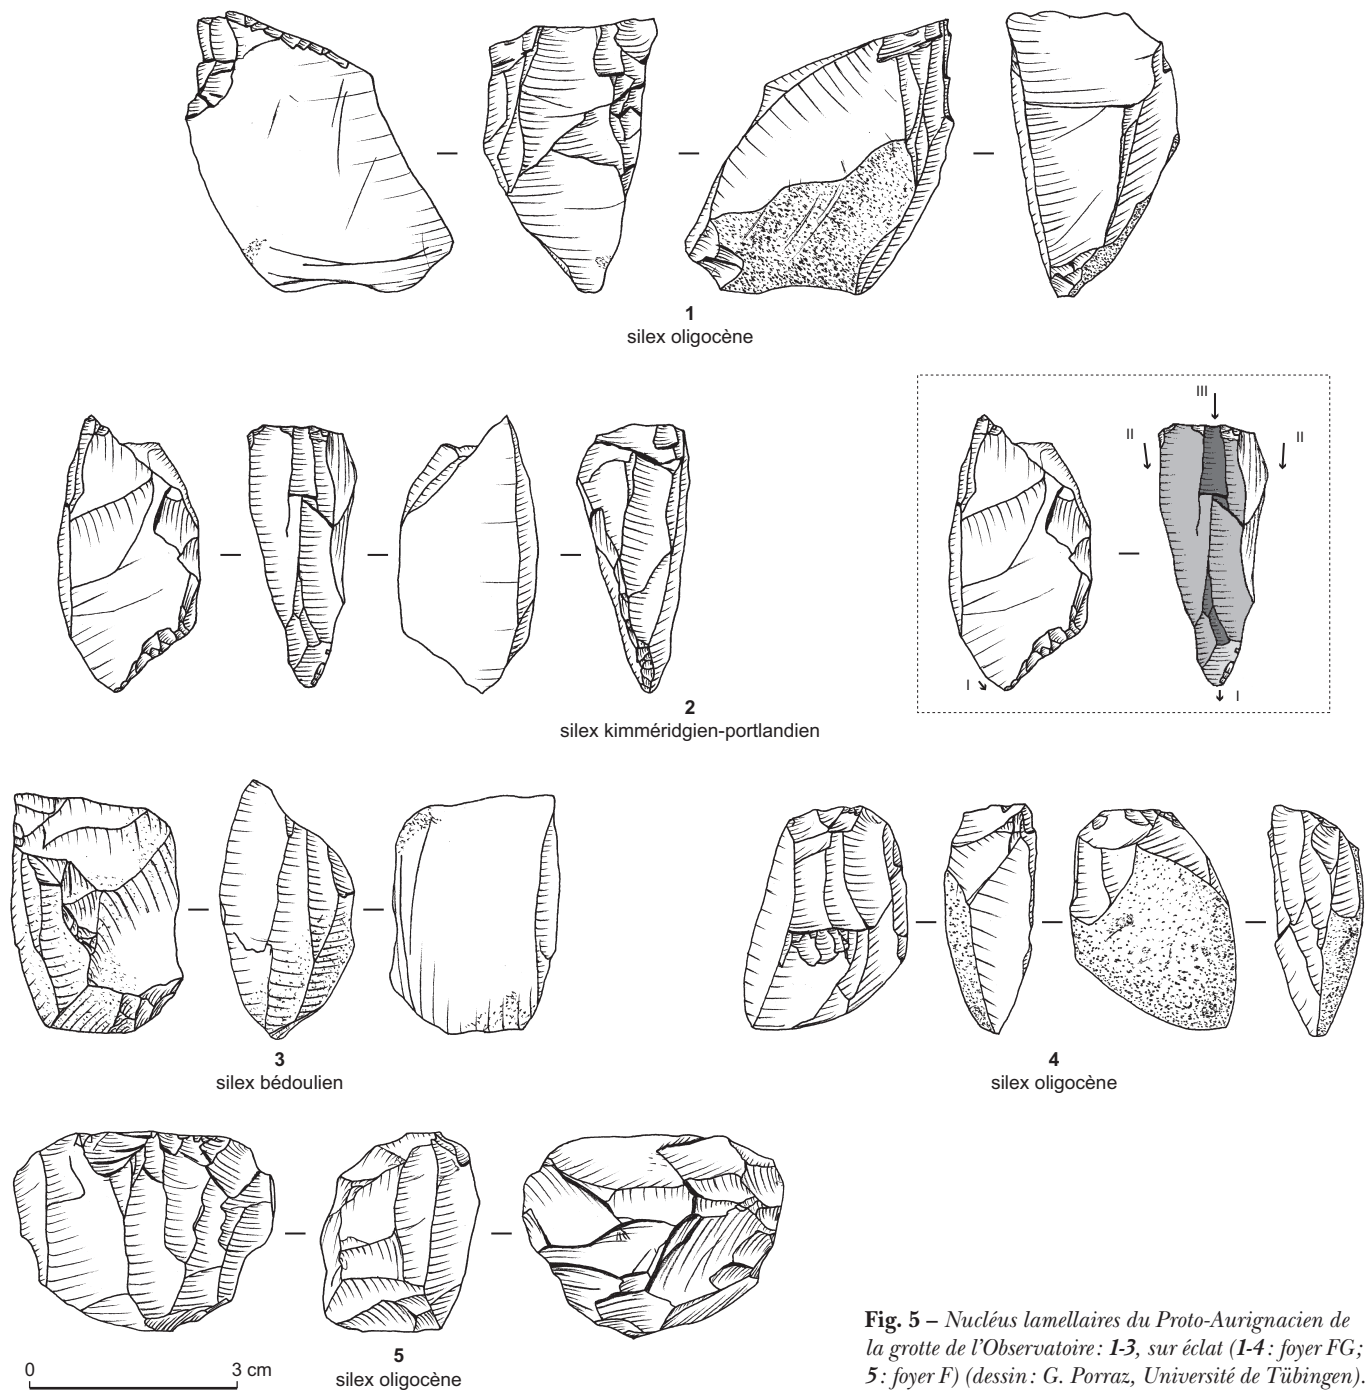 1
silex oligocène
III
II
II
I
I
2
silex kimméridgien-portlandien
3
silex bédoulien
4
silex oligocène
5
silex oligocène
0
3 cm
Fig. 5 – Nucléus lamellaires du Proto-Aurignacien de
la grotte de l'Observatoire : 1-3, sur éclat (1-4 : foyer FG ;
5 : foyer F) (dessin : G. Porraz, Université de Tübingen).